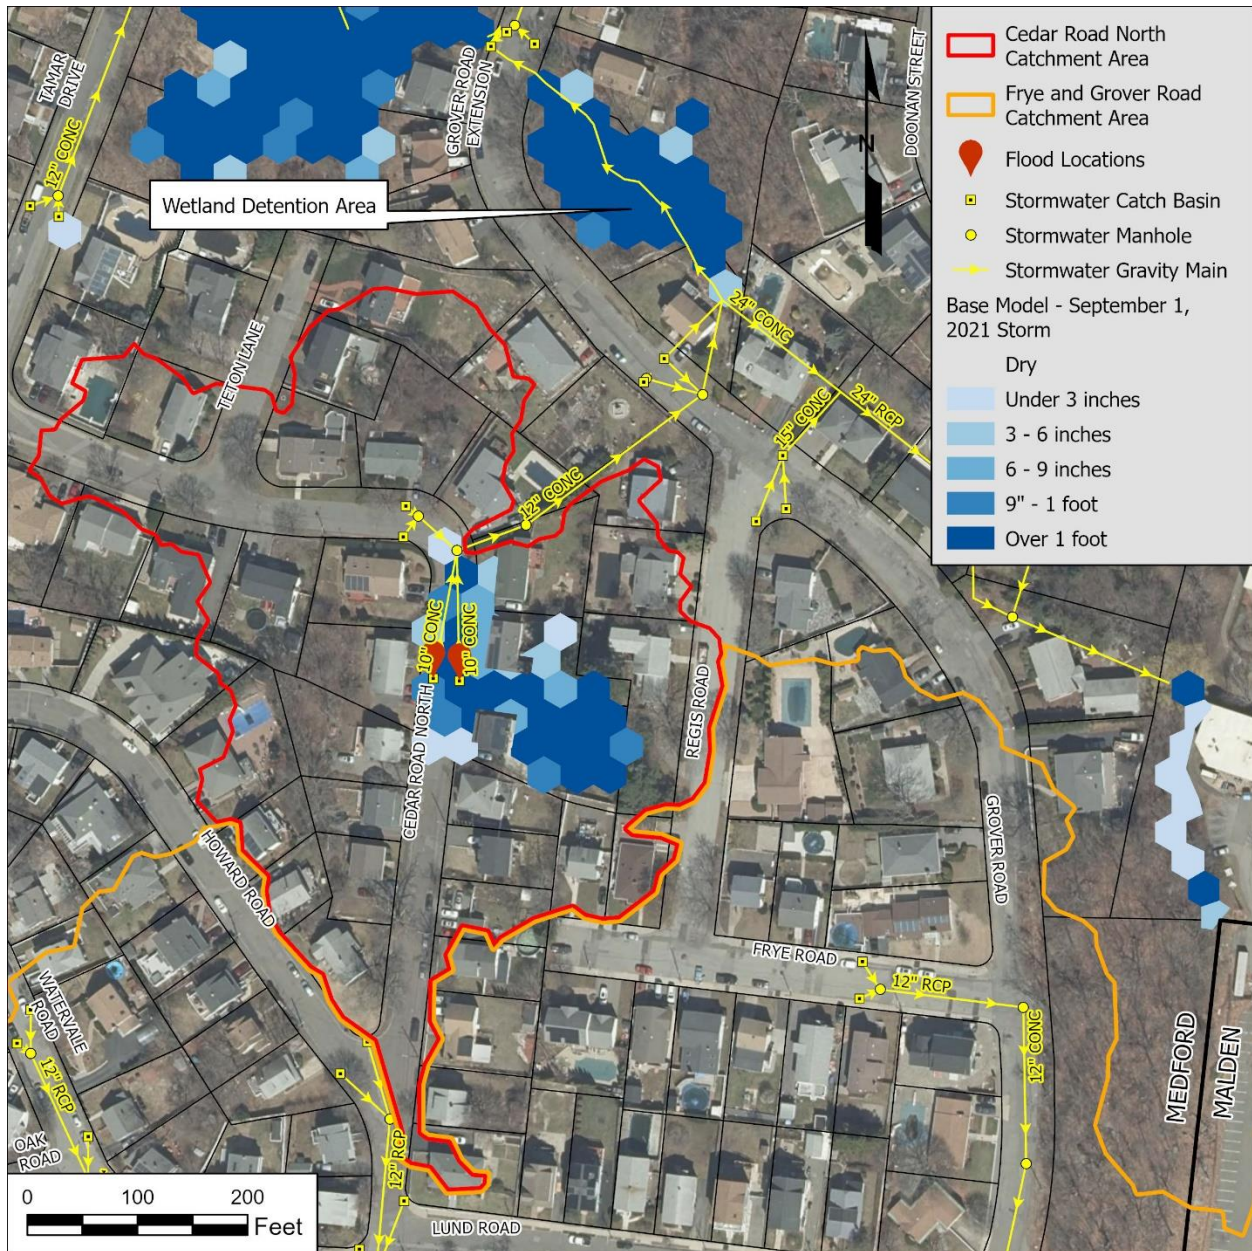 Cedar Road North
Catchment Area
Frye and Grover Road
Catchment Area
Flood Locations
Stormwater Catch Basin
Stormwater Manhole
Stormwater Gravity Main
Base Model - September 1,
2021 Storm
Dry
Under 3 inches
3 - 6 inches
6 - 9 inches
9" - 1 foot
Over 1 foot
N
TAMAR
DRIVE
12" CONC
GROVER ROAD
EXTENSION
DOONAN STREET
Wetland Detention Area
24" CONC
24" RCP
15" CONC
TETON LANE
12" CONC
10" CONC
10" CONC
CEDAR ROAD NORTH
REGIS ROAD
GROVER ROAD
HOWARD ROAD
FRYE ROAD
12" RCP
12" CONC
WATERVALE
ROAD
12" RCP
OAK
ROAD
12" RCP
LUND ROAD
MEDFORD
MALDEN
0 100 200
Feet